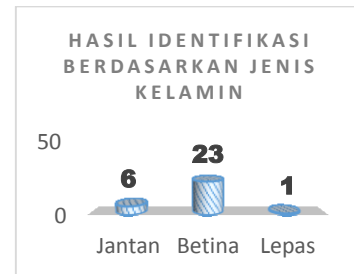 HASIL IDENTIFIKASI
BERDASARKAN JENIS
KELAMIN
50
0
6
23
1
Jantan Betina Lepas